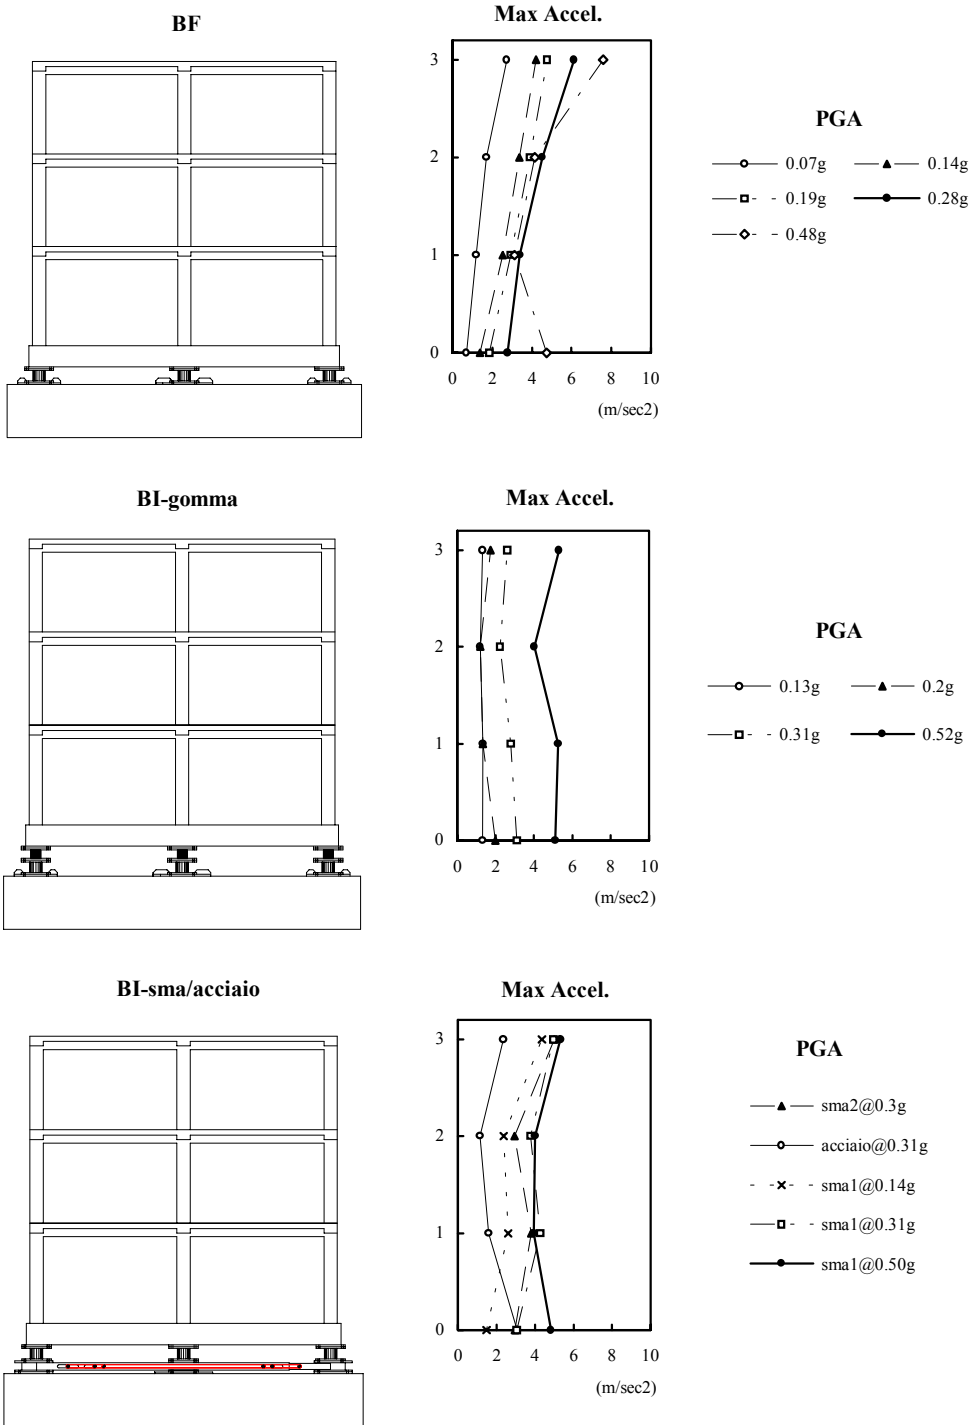 BF
Max Accel.
3
2
1
0
0 2 4 6 8 10
(m/sec2)
PGA
0.07g 0.14g
0.19g 0.28g
0.48g
BI-gomma
Max Accel.
3
2
1
0
0 2 4 6 8 10
(m/sec2)
PGA
0.13g 0.2g
0.31g 0.52g
BI-sma/acciaio
Max Accel.
3
2
1
0
0 2 4 6 8 10
(m/sec2)
PGA
sma2@0.3g
acciaio@0.31g
sma1@0.14g
sma1@0.31g
sma1@0.50g